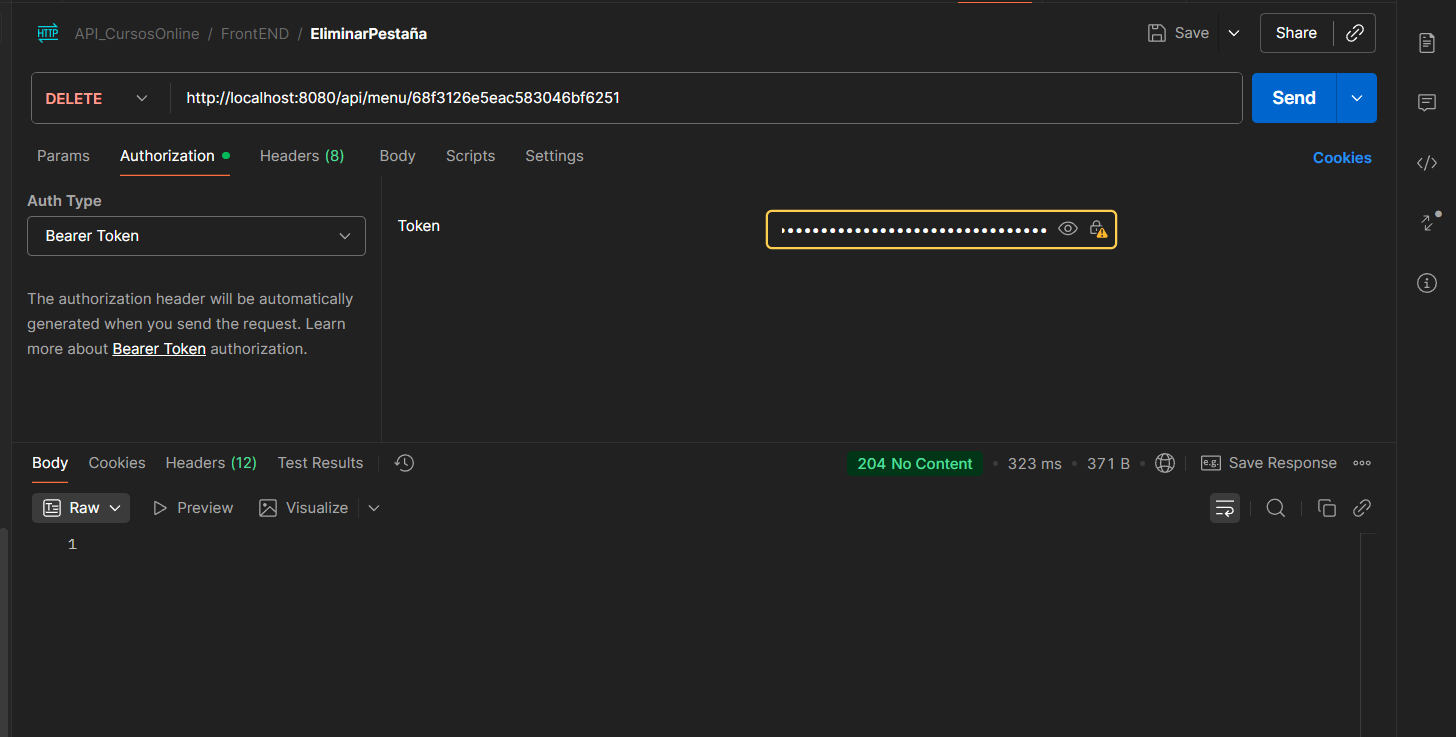 HTTP API_CursosOnline / FrontEND / EliminarPestaña Save Share
DELETE http://localhost:8080/api/menu/68f3126e5eac583046bf6251 Send
Params Authorization Headers (8) Body Scripts Settings Cookies
Auth Type
Bearer Token
Token ••••••••••••••••••••••••••••••••
The authorization header will be automatically
generated when you send the request. Learn
more about Bearer Token authorization.
Body Cookies Headers (12) Test Results 204 No Content • 323 ms • 371 B • e.g. Save Response
Raw Preview Visualize
1